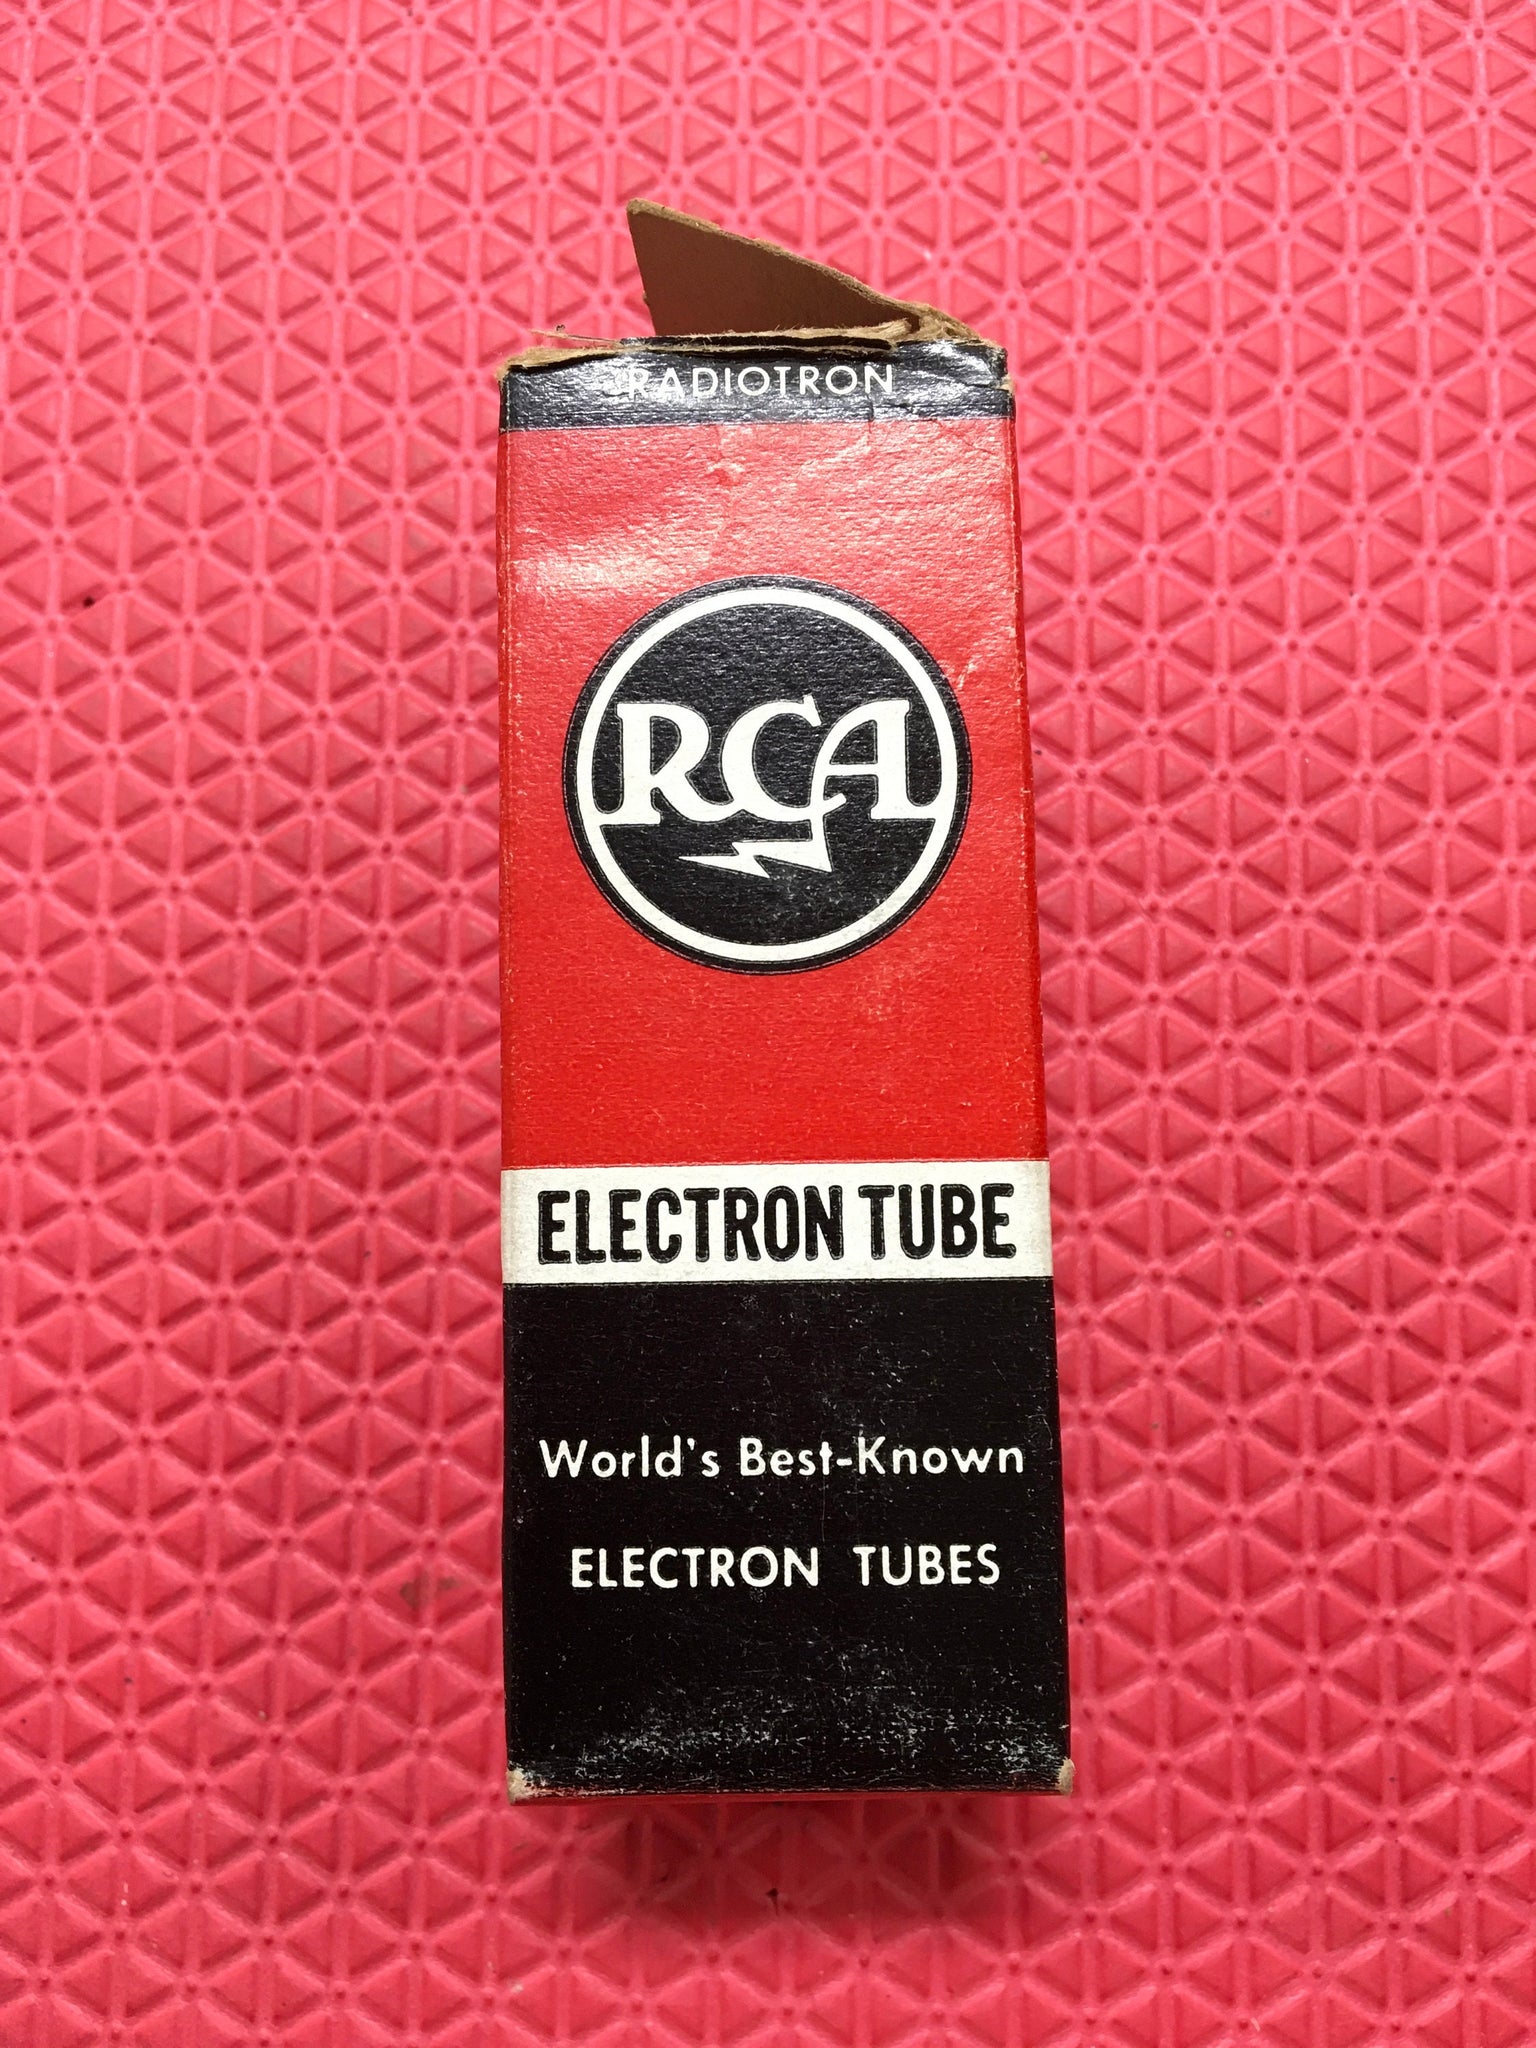 RADIOTRON
RCA
ELECTRON TUBE
World's Best-Known
ELECTRON TUBES